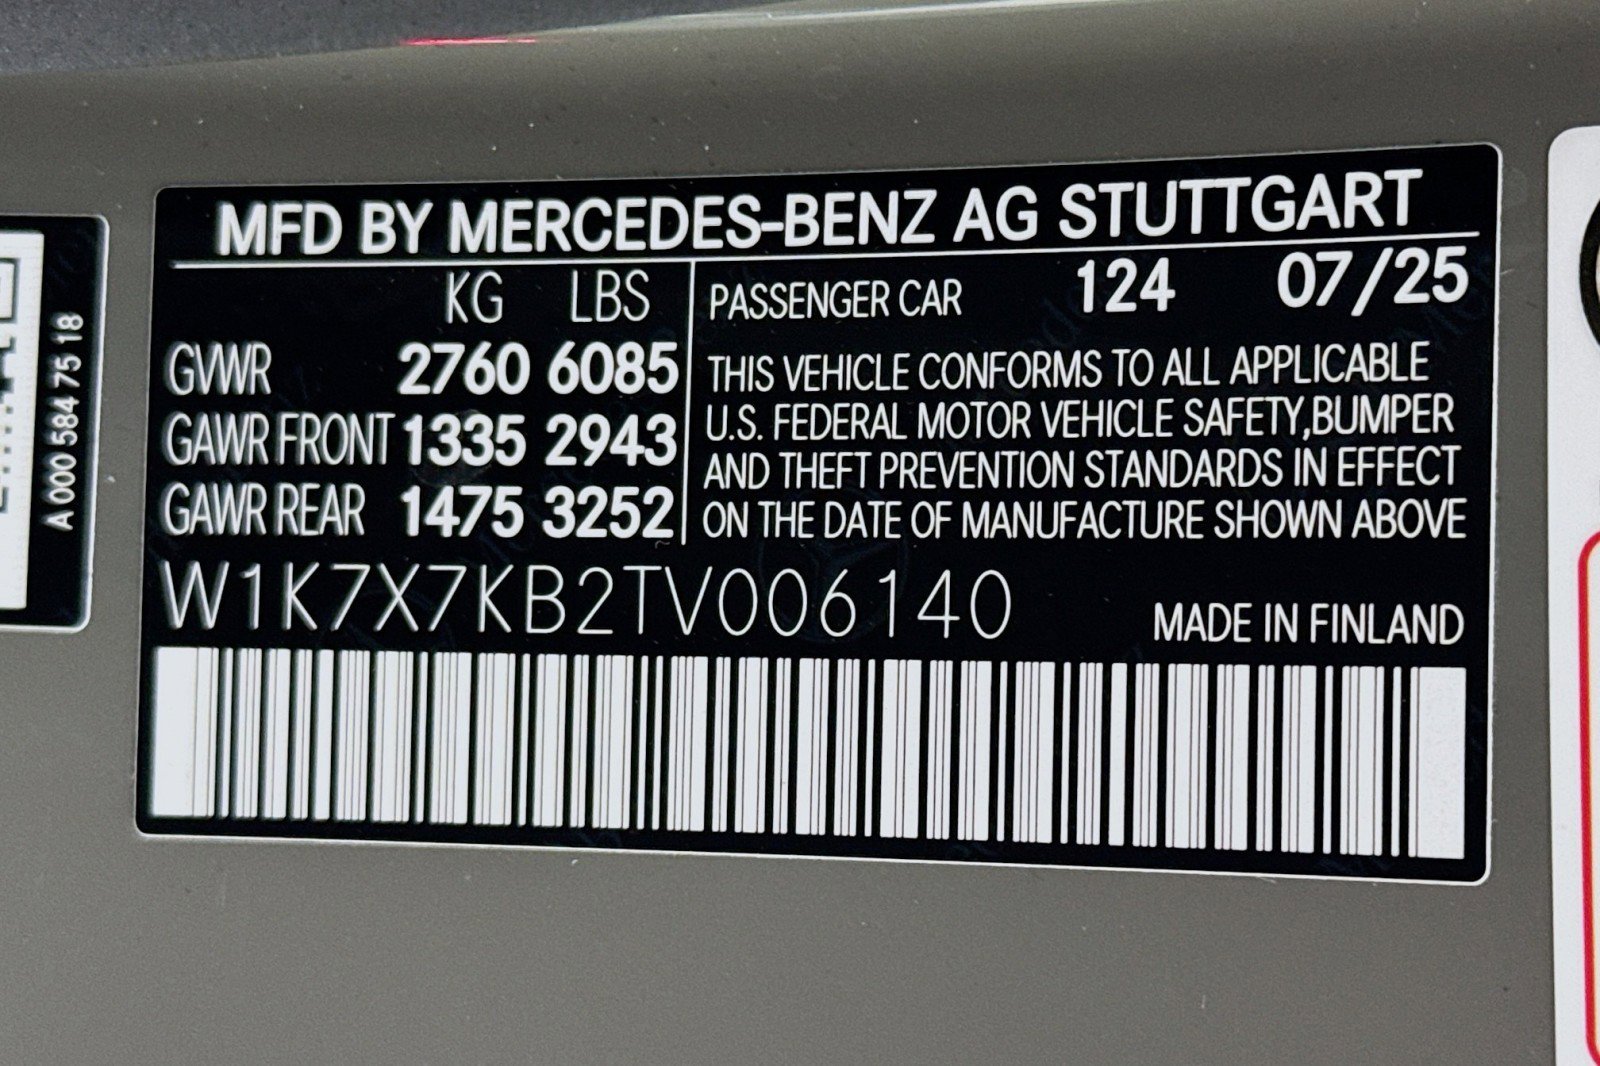 A 000 584 75 18
MFD BY MERCEDES-BENZ AG STUTTGART
KG LBS
GVWR 2760 6085
GAWR FRONT 1335 2943
GAWR REAR 1475 3252
PASSENGER CAR 124 07/25
THIS VEHICLE CONFORMS TO ALL APPLICABLE
U.S. FEDERAL MOTOR VEHICLE SAFETY,BUMPER
AND THEFT PREVENTION STANDARDS IN EFFECT
ON THE DATE OF MANUFACTURE SHOWN ABOVE
W1K7X7KB2TV006140
MADE IN FINLAND